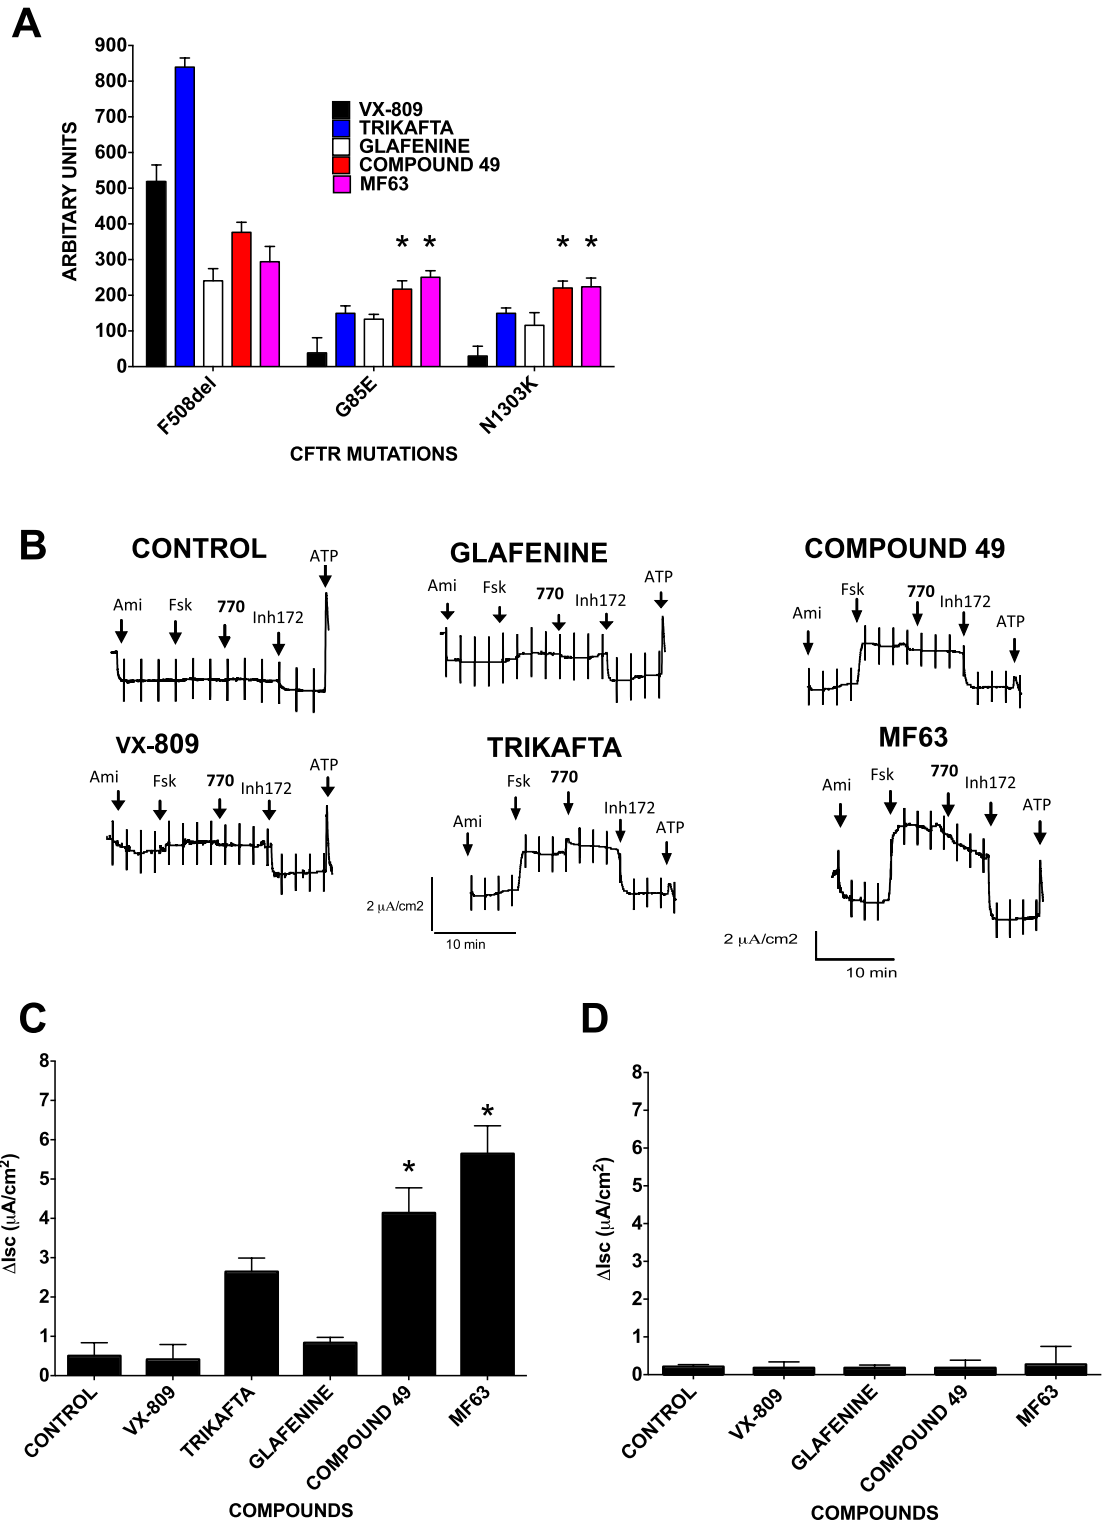 A
900
800
700
600
500
400
300
200
100
0
ARBITARY UNITS
VX-809
TRIKAFTA
GLAFENINE
COMPOUND 49
MF63
* *
* *
F508del
G85E
N1303K
CFTR MUTATIONS
B
CONTROL
Ami
Fsk
770
Inh172
ATP
GLAFENINE
Ami
Fsk
770
Inh172
ATP
COMPOUND 49
Ami
Fsk
770
Inh172
ATP
VX-809
Ami
Fsk
770
Inh172
ATP
TRIKAFTA
Ami
Fsk
770
Inh172
ATP
2 μA/cm2
10 min
MF63
Ami
Fsk
770
Inh172
ATP
2 μA/cm2
10 min
C
8
7
6
5
4
3
2
1
0
ΔIsc (μA/cm²)
*
*
CONTROL
VX-809
TRIKAFTA
GLAFENINE
COMPOUND 49
MF63
COMPOUNDS
D
8
7
6
5
4
3
2
1
0
ΔIsc (μA/cm²)
CONTROL
VX-809
GLAFENINE
COMPOUND 49
MF63
COMPOUNDS